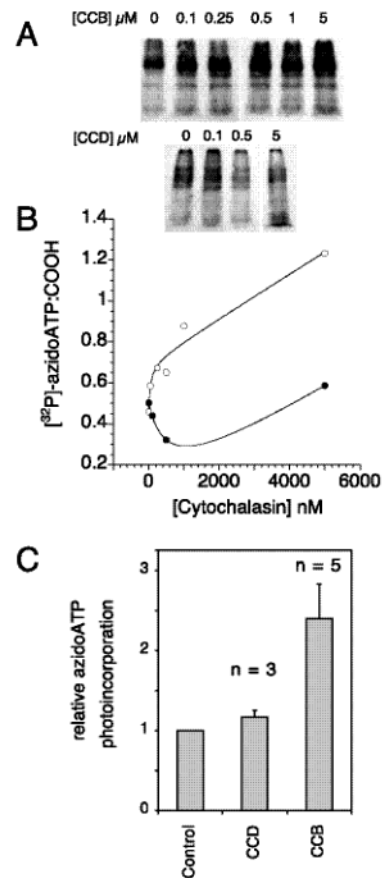 A
[CCB] µM 0 0.1 0.25 0.5 1 5
[CCD] µM 0 0.1 0.5 5
B
[³²P]-azidoATP:COOH
1.4
1.2
1
0.8
0.6
0.4
0.2
0 2000 4000 6000
[Cytochalasin] nM
C
relative azidoATP
photoincorporation
3
2
1
0
n = 5
n = 3
Control
CCD
CCB